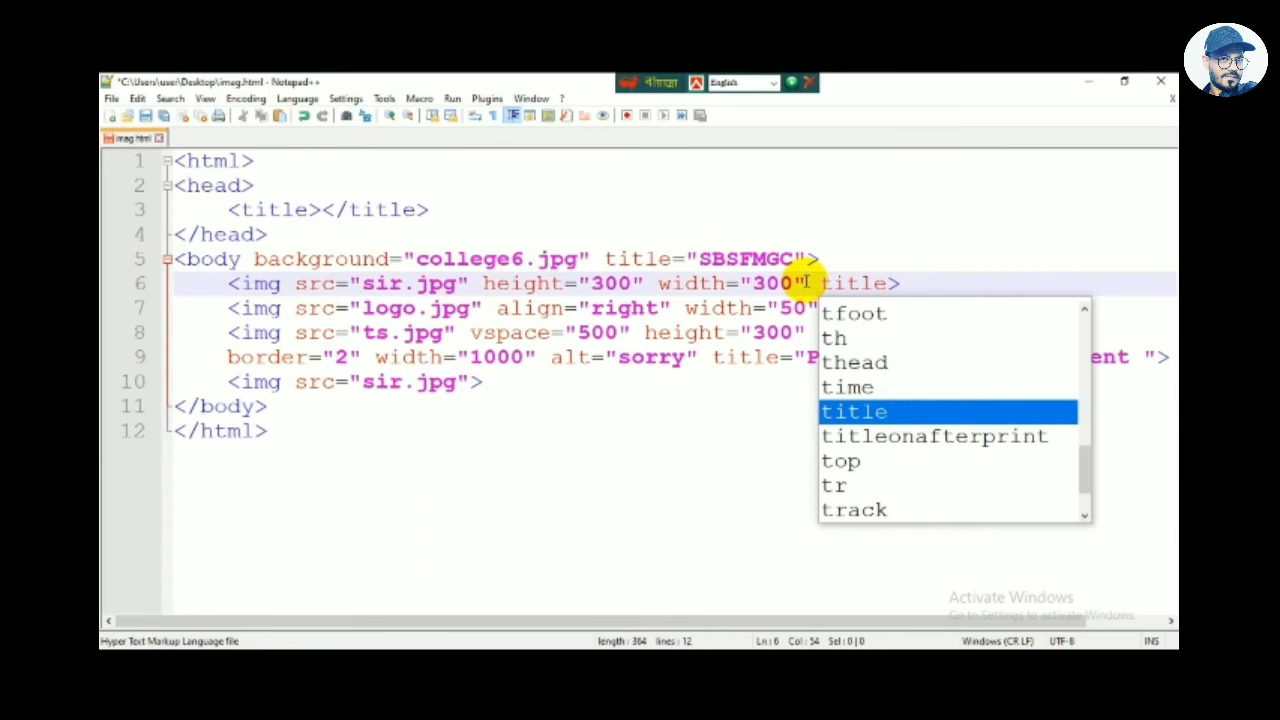 *C:\Users\user\Desktop\imag.html - Notepad++
English
File Edit Search View Encoding Language Settings Tools Macro Run Plugins Window ?
X
imag.html
1 <html>
2 <head>
3 <title></title>
4 </head>
5 <body background="college6.jpg" title="SBSFMGC">
6 <img src="sir.jpg" height="300" width="300" title>
7 <img src="logo.jpg" align="right" width="50"
8 <img src="ts.jpg" vspace="500" height="300"
9 border="2" width="1000" alt="sorry" title="P ent ">
10 <img src="sir.jpg">
11 </body>
12 </html>
tfoot
th
thead
time
title
titleonafterprint
top
tr
track
Activate Windows
Go to Settings to activate Windows.
Hyper Text Markup Language file length : 364 lines : 12 Ln : 6 Col : 54 Sel : 0 | 0 Windows (CR LF) UTF-8 INS